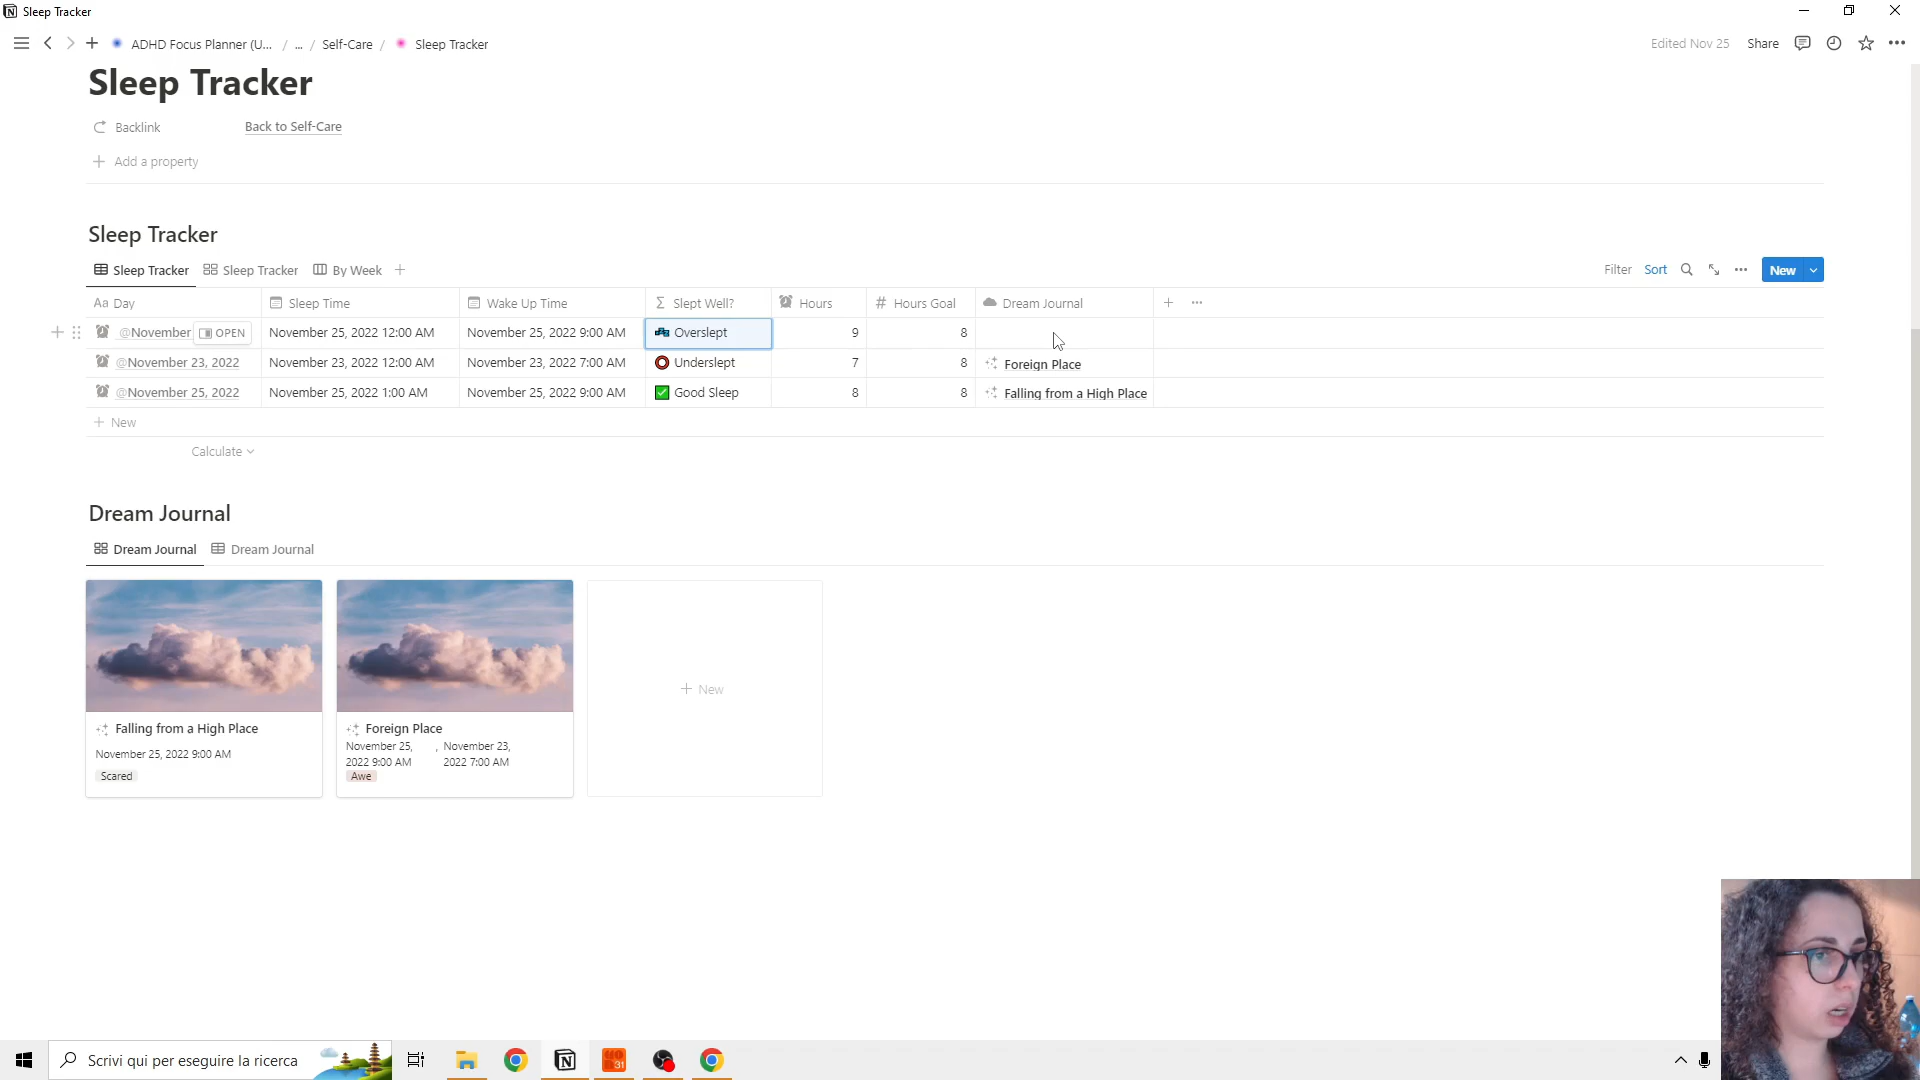 Sleep Tracker
ADHD Focus Planner (U... / ... / Self-Care / Sleep Tracker
Edited Nov 25 Share
Sleep Tracker
Backlink Back to Self-Care
Add a property
Sleep Tracker
Sleep Tracker Sleep Tracker By Week
Filter Sort New
Aa Day Sleep Time Wake Up Time Σ Slept Well? Hours # Hours Goal Dream Journal
@November OPEN November 25, 2022 12:00 AM November 25, 2022 9:00 AM Overslept 9 8
@November 23, 2022 November 23, 2022 12:00 AM November 23, 2022 7:00 AM Underslept 7 8 Foreign Place
@November 25, 2022 November 25, 2022 1:00 AM November 25, 2022 9:00 AM Good Sleep 8 8 Falling from a High Place
New
Calculate
Dream Journal
Dream Journal Dream Journal
Falling from a High Place
November 25, 2022 9:00 AM
Scared
Foreign Place
November 25, 2022 9:00 AM , November 23, 2022 7:00 AM
Awe
New
Scrivi qui per eseguire la ricerca
31